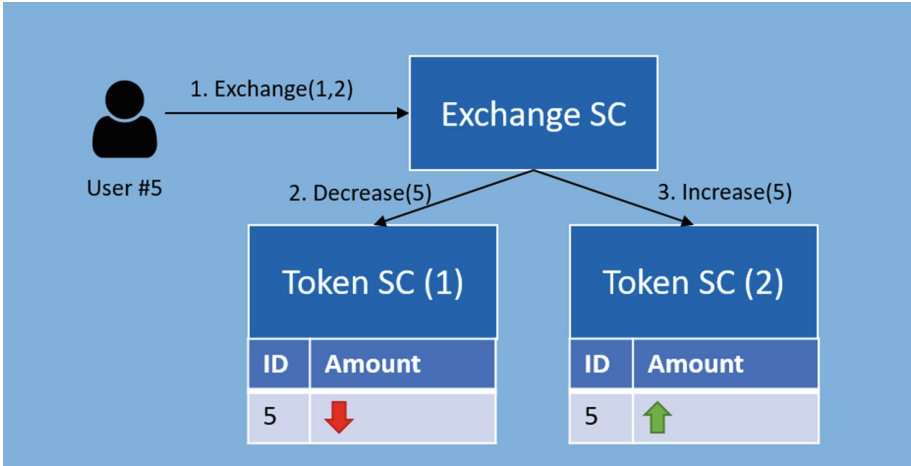 1. Exchange(1,2)
Exchange SC
User #5
2. Decrease(5)
3. Increase(5)
Token SC (1)
Token SC (2)
ID Amount
ID Amount
5
5